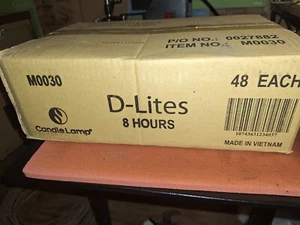 P/O NO.: 0027882
ITEM NO.: M0030
M0030
48 EACH
D-Lites
8 HOURS
Candle Lamp®
MADE IN VIETNAM